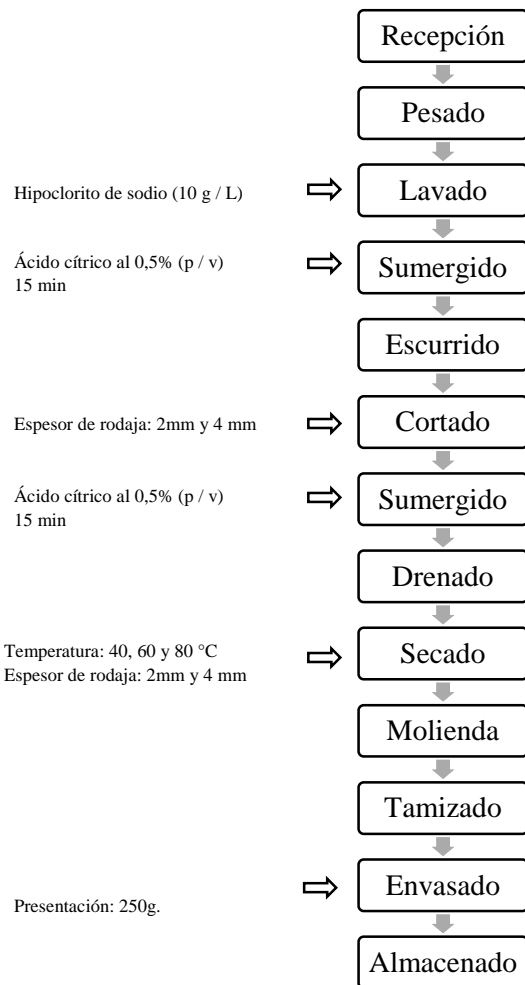 Recepción
Pesado
Hipoclorito de sodio (10 g / L)
Lavado
Ácido cítrico al 0,5% (p / v)
15 min
Sumergido
Escurrido
Espesor de rodaja: 2mm y 4 mm
Cortado
Ácido cítrico al 0,5% (p / v)
15 min
Sumergido
Drenado
Temperatura: 40, 60 y 80 °C
Espesor de rodaja: 2mm y 4 mm
Secado
Molienda
Tamizado
Envasado
Presentación: 250g.
Almacenado